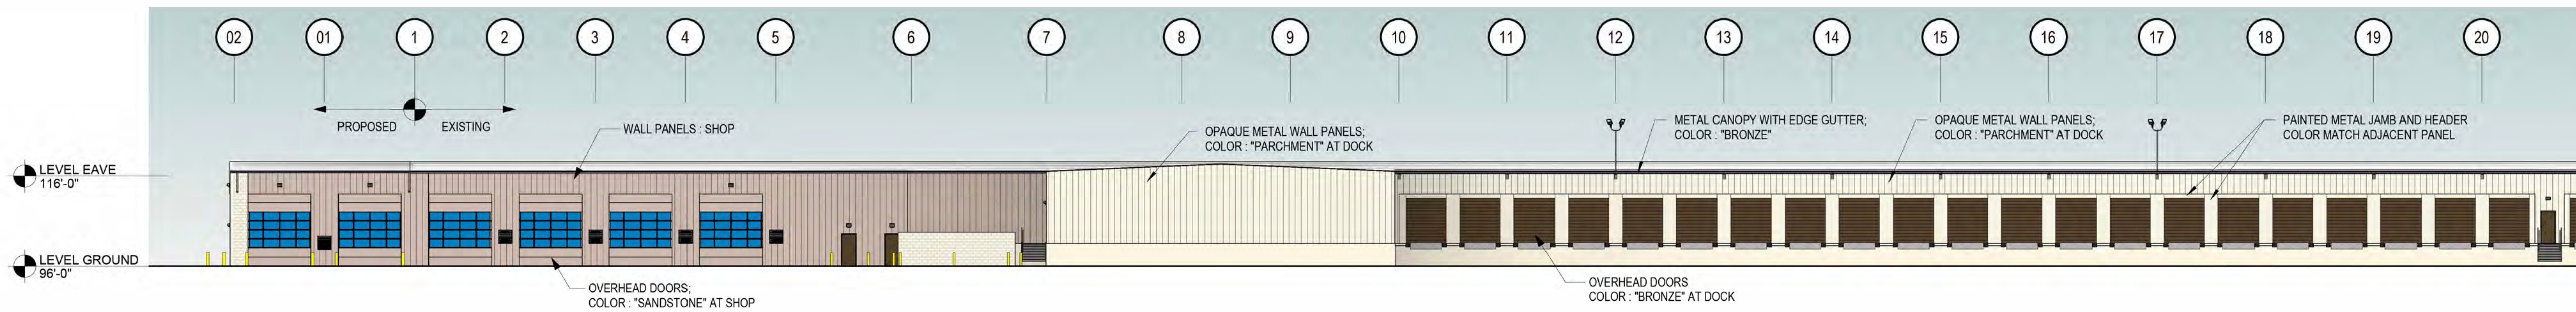 02 01 1 2 3 4 5 6 7 8 9 10 11 12 13 14 15 16 17 18 19 20
PROPOSED EXISTING
WALL PANELS : SHOP
OPAQUE METAL WALL PANELS;
COLOR : "PARCHMENT" AT DOCK
METAL CANOPY WITH EDGE GUTTER;
COLOR : "BRONZE"
OPAQUE METAL WALL PANELS;
COLOR : "PARCHMENT" AT DOCK
PAINTED METAL JAMB AND HEADER
COLOR MATCH ADJACENT PANEL
LEVEL EAVE
116'-0"
LEVEL GROUND
96'-0"
OVERHEAD DOORS;
COLOR : "SANDSTONE" AT SHOP
OVERHEAD DOORS
COLOR : "BRONZE" AT DOCK